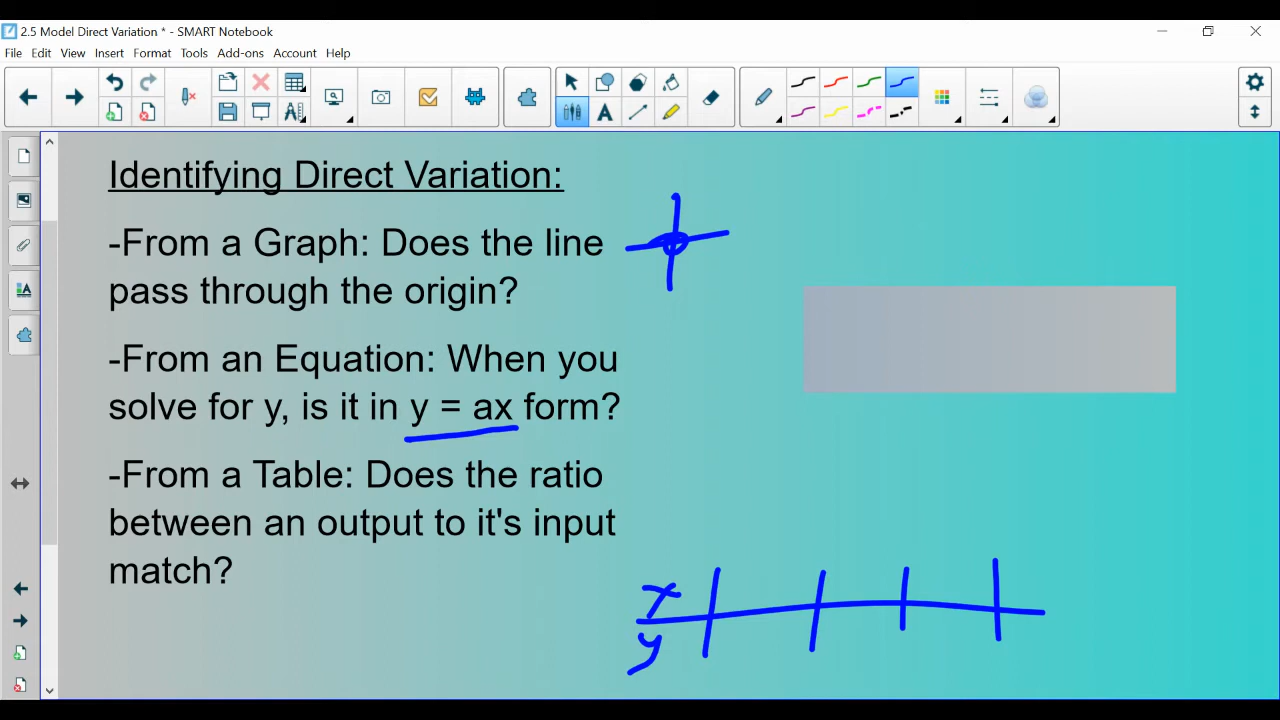 2.5 Model Direct Variation * - SMART Notebook
File Edit View Insert Format Tools Add-ons Account Help
Identifying Direct Variation:
-From a Graph: Does the line
pass through the origin?
-From an Equation: When you
solve for y, is it in y = ax form?
-From a Table: Does the ratio
between an output to it's input
match?
x
y